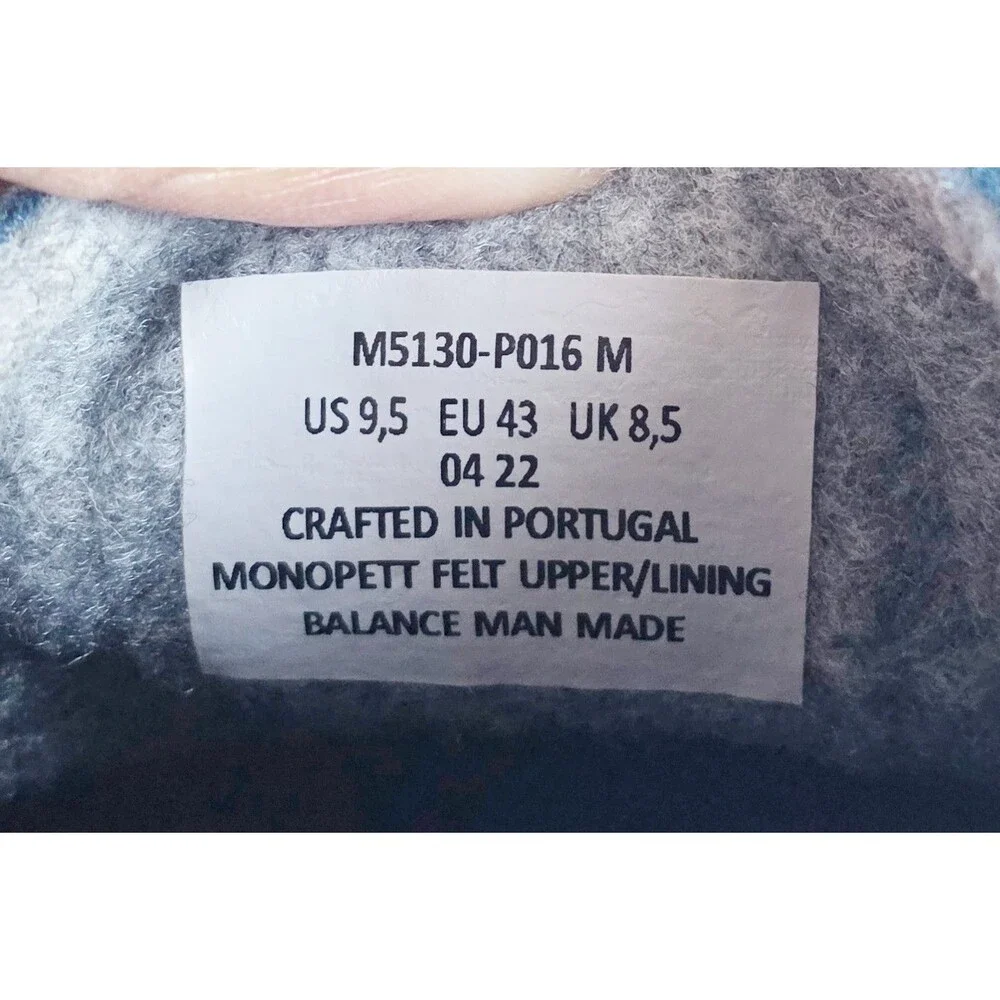 M5130-P016 M
US 9,5 EU 43 UK 8,5
04 22
CRAFTED IN PORTUGAL
MONOPETT FELT UPPER/LINING
BALANCE MAN MADE